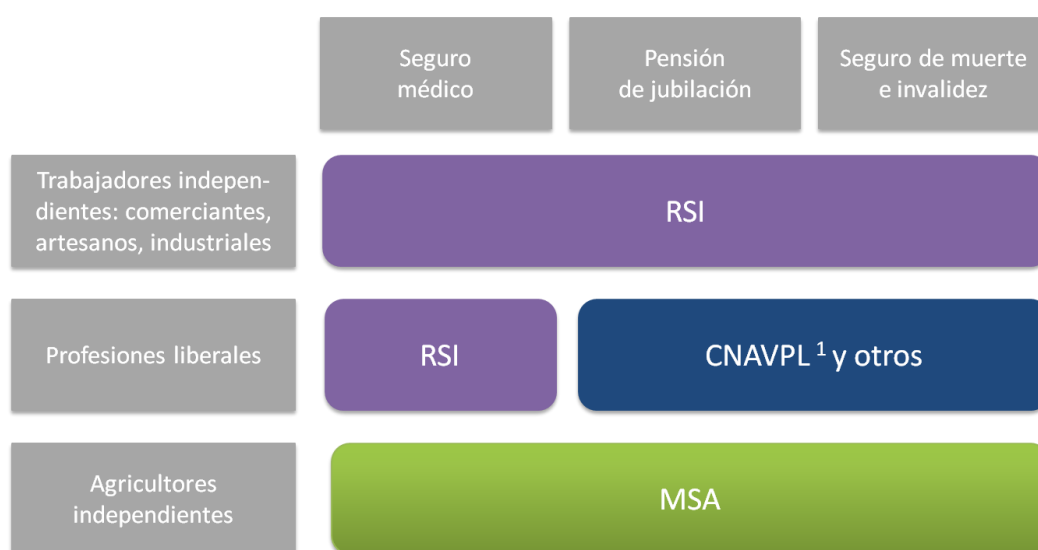 Seguro
médico
Pensión
de jubilación
Seguro de muerte
e invalidez
Trabajadores indepen-
dientes: comerciantes,
artesanos, industriales
RSI
Profesiones liberales
RSI
CNAVPL ¹ y otros
Agricultores
independientes
MSA